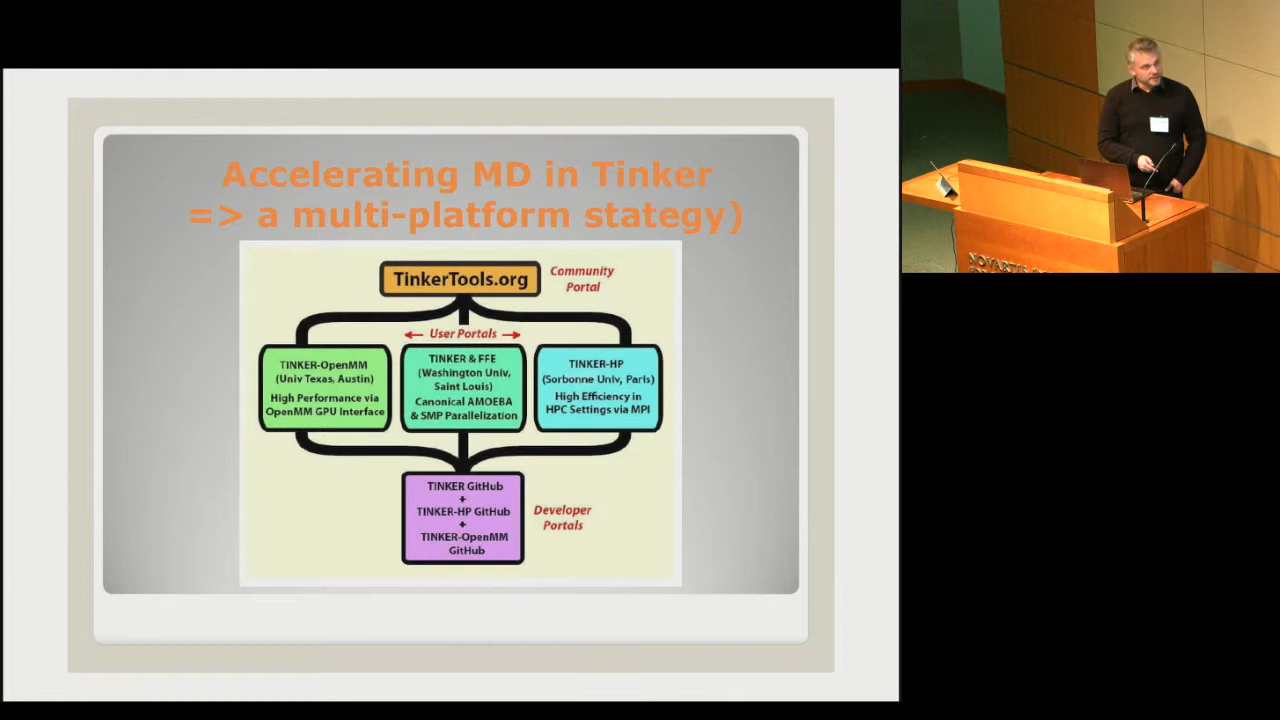 Accelerating MD in Tinker
=> a multi-platform stategy)
TinkerTools.org
Community
Portal
User Portals
TINKER-OpenMM
(Univ Texas, Austin)
High Performance via
OpenMM GPU Interface
TINKER & FFE
(Washington Univ,
Saint Louis)
Canonical AMOEBA
& SMP Parallelization
TINKER-HP
(Sorbonne Univ, Paris)
High Efficiency in
HPC Settings via MPI
TINKER GitHub
+
TINKER-HP GitHub
+
TINKER-OpenMM
GitHub
Developer
Portals
NOVARTIS